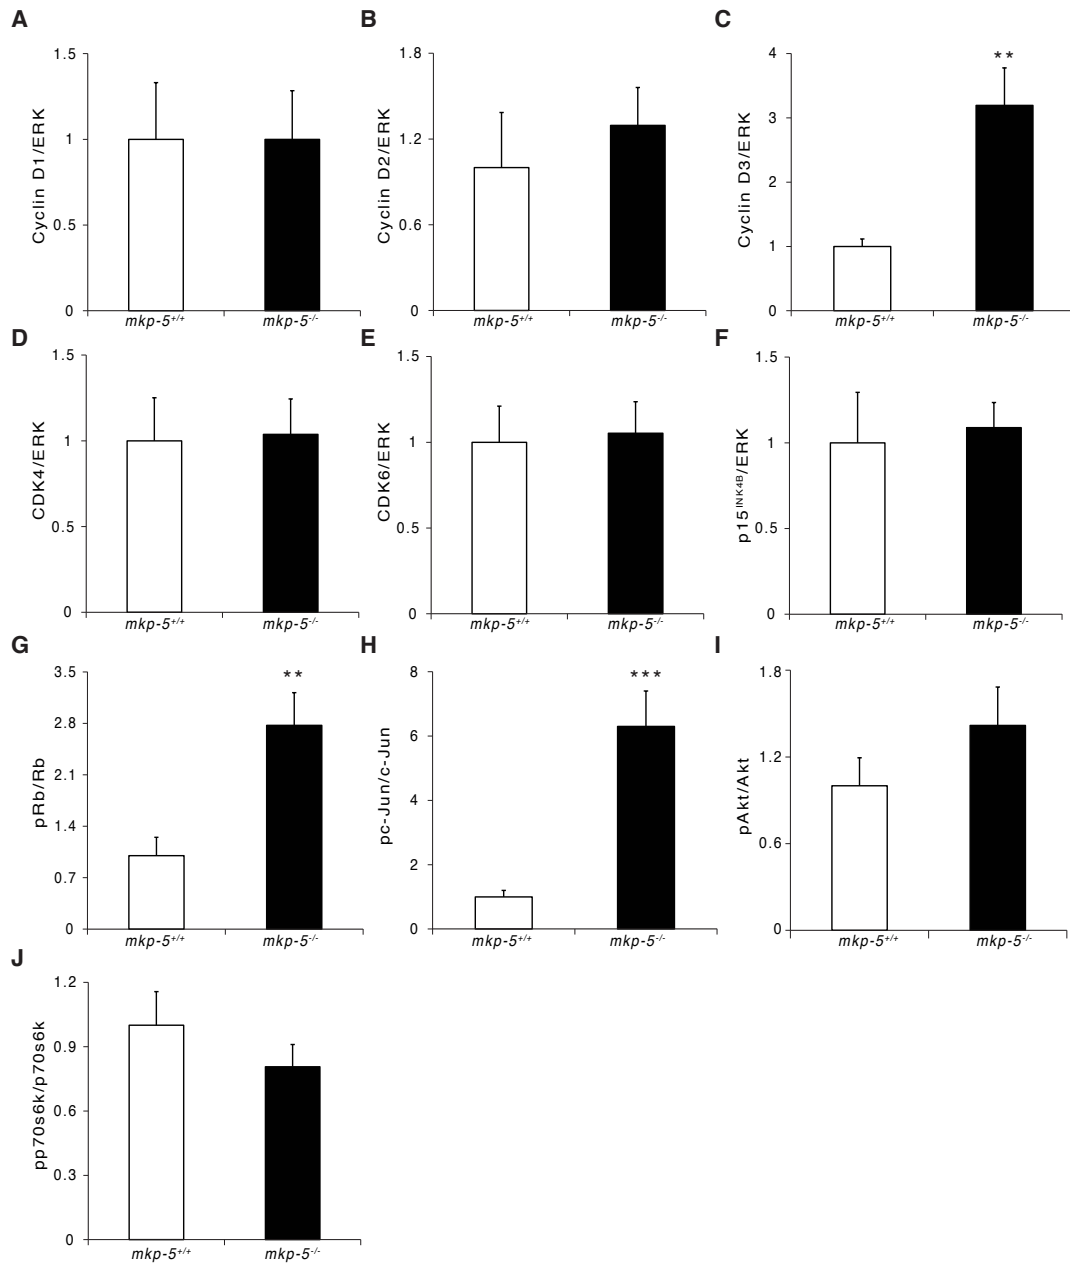 A
Cyclin D1/ERK
1.5
1
0.5
0
mkp-5+/+ mkp-5-/-
B
Cyclin D2/ERK
1.8
1.2
0.6
0
mkp-5+/+ mkp-5-/-
C
Cyclin D3/ERK
4
3
2
1
0
**
mkp-5+/+ mkp-5-/-
D
CDK4/ERK
1.5
1
0.5
0
mkp-5+/+ mkp-5-/-
E
CDK6/ERK
1.5
1
0.5
0
mkp-5+/+ mkp-5-/-
F
p15INK4B/ERK
1.5
1
0.5
0
mkp-5+/+ mkp-5-/-
G
pRb/Rb
3.5
2.8
2.1
1.4
0.7
0
**
mkp-5+/+ mkp-5-/-
H
pc-Jun/c-Jun
8
6
4
2
0
***
mkp-5+/+ mkp-5-/-
I
pAkt/Akt
1.8
1.2
0.6
0
mkp-5+/+ mkp-5-/-
J
pp70s6k/p70s6k
1.2
0.9
0.6
0.3
0
mkp-5+/+ mkp-5-/-